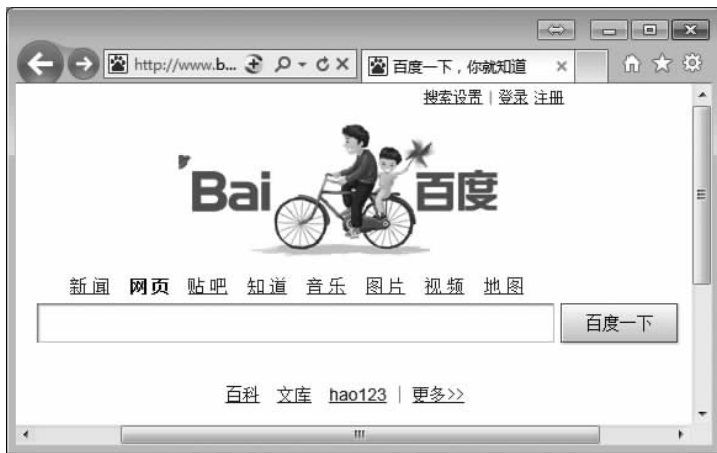 http://www.b... 百度一下，你就知道
搜索设置 | 登录 注册
Bai 百度
新闻 网页 贴吧 知道 音乐 图片 视频 地图
百度一下
百科 文库 hao123 | 更多>>